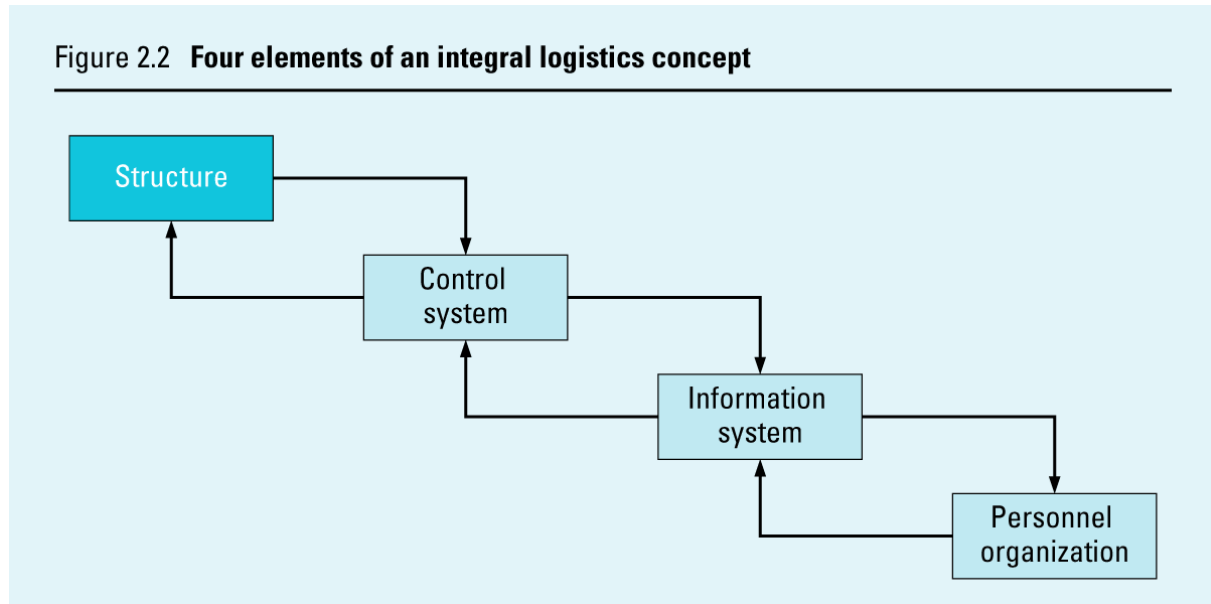 Figure 2.2 Four elements of an integral logistics concept
Structure
Control
system
Information
system
Personnel
organization